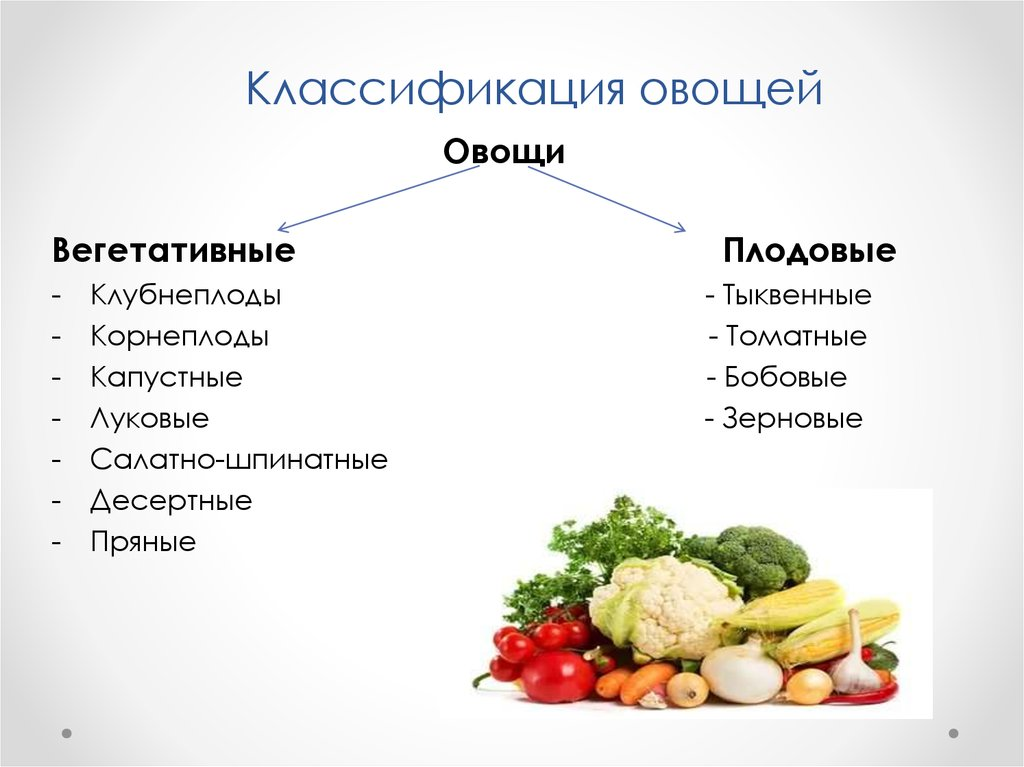 Классификация овощей
Овощи
Вегетативные
- Клубнеплоды
- Корнеплоды
- Капустные
- Луковые
- Салатно-шпинатные
- Десертные
- Пряные
Плодовые
- Тыквенные
- Томатные
- Бобовые
- Зерновые